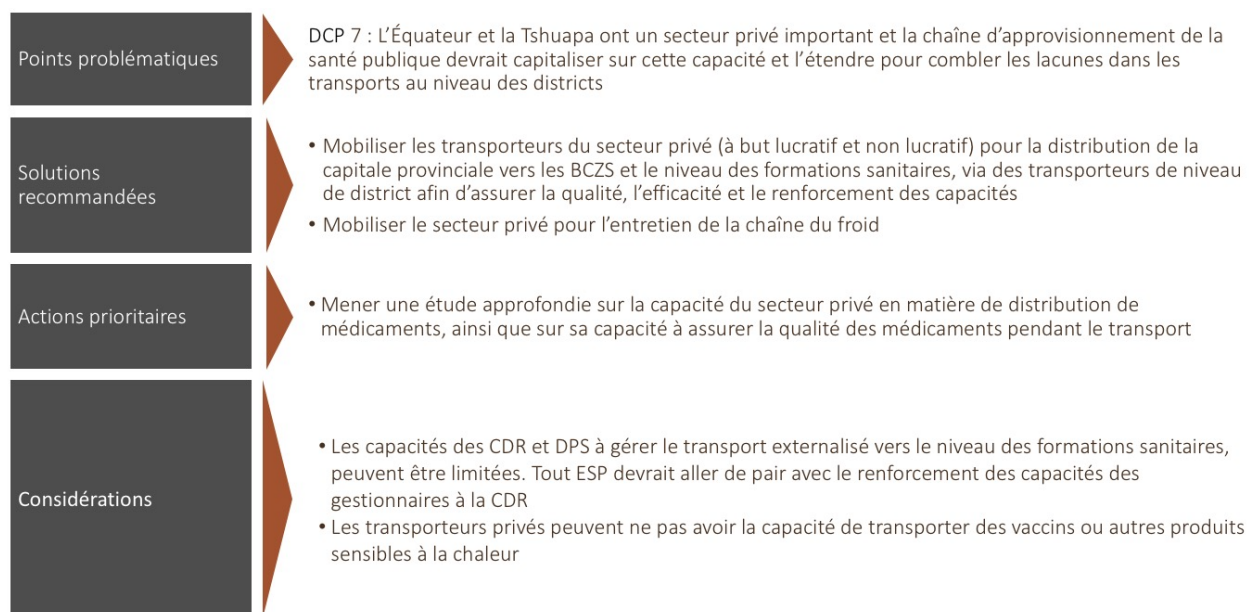 Points problématiques
DCP 7 : L’Équateur et la Tshuapa ont un secteur privé important et la chaîne d’approvisionnement de la
santé publique devrait capitaliser sur cette capacité et l’étendre pour combler les lacunes dans les
transports au niveau des districts
Solutions
recommandées
• Mobiliser les transporteurs du secteur privé (à but lucratif et non lucratif) pour la distribution de la
capitale provinciale vers les BCZS et le niveau des formations sanitaires, via des transporteurs de niveau
de district afin d’assurer la qualité, l’efficacité et le renforcement des capacités
• Mobiliser le secteur privé pour l’entretien de la chaîne du froid
Actions prioritaires
• Mener une étude approfondie sur la capacité du secteur privé en matière de distribution de
médicaments, ainsi que sur sa capacité à assurer la qualité des médicaments pendant le transport
Considérations
• Les capacités des CDR et DPS à gérer le transport externalisé vers le niveau des formations sanitaires,
peuvent être limitées. Tout ESP devrait aller de pair avec le renforcement des capacités des
gestionnaires à la CDR
• Les transporteurs privés peuvent ne pas avoir la capacité de transporter des vaccins ou autres produits
sensibles à la chaleur